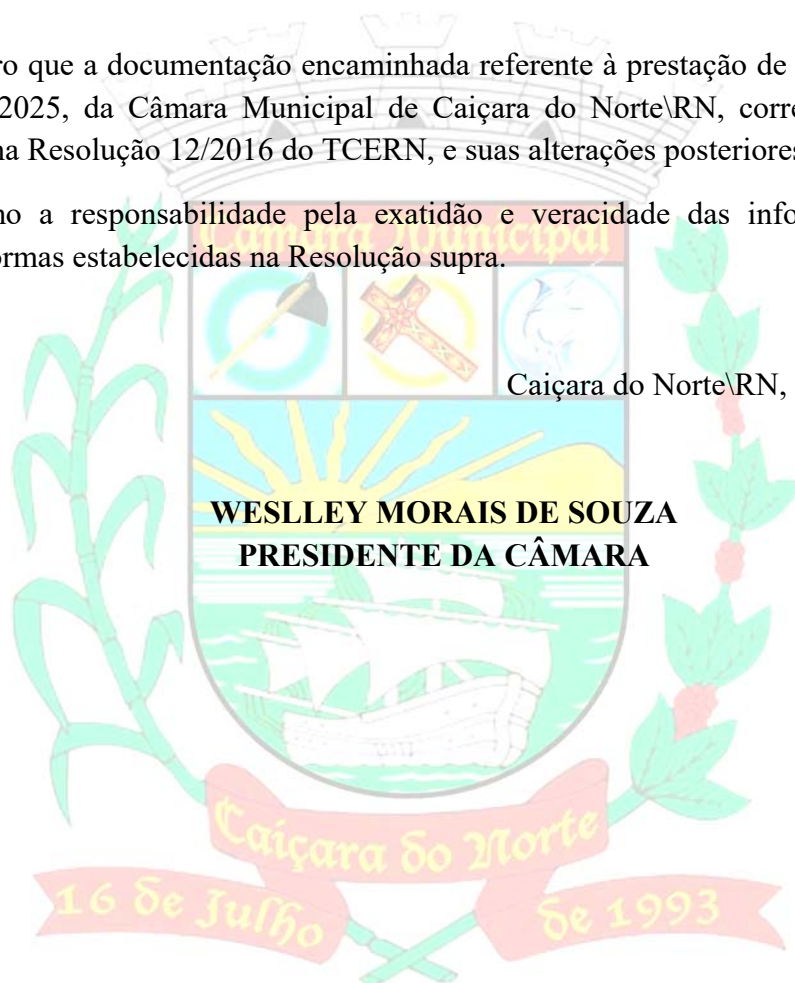 ro que a documentação encaminhada referente à prestação de
2025, da Câmara Municipal de Caiçara do Norte\RN, corre
na Resolução 12/2016 do TCERN, e suas alterações posteriores
no a responsabilidade pela exatidão e veracidade das info
ormas estabelecidas na Resolução supra.
Câmara Municipal
Caiçara do Norte\RN,
WESLLEY MORAIS DE SOUZA
PRESIDENTE DA CÂMARA
Caiçara do Norte
16 de Julho de 1993